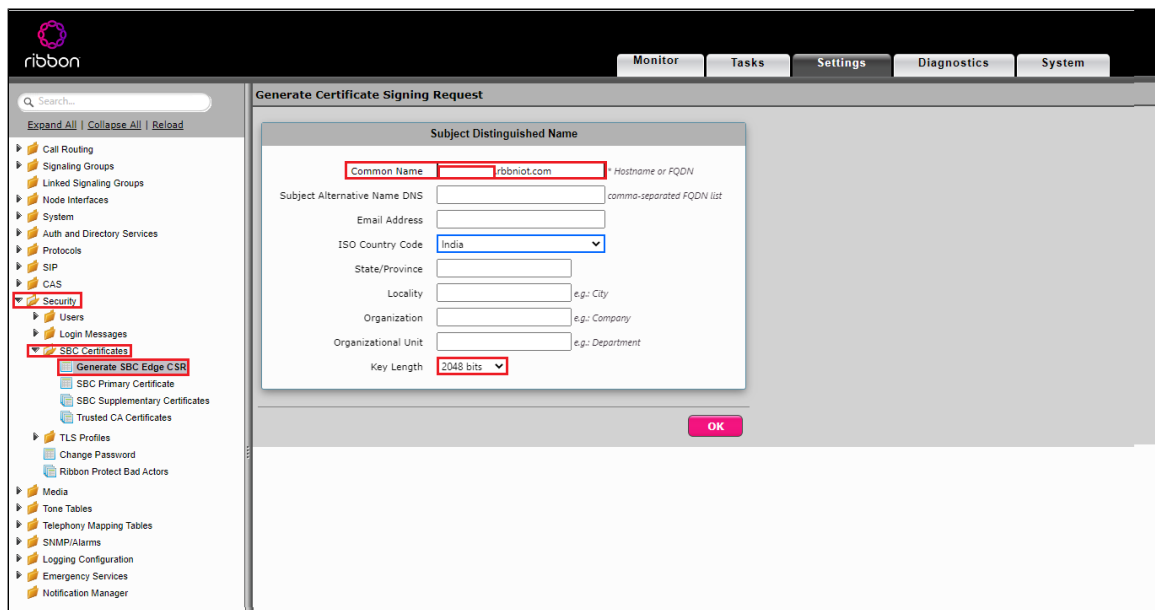 ribbon
Monitor
Tasks
Settings
Diagnostics
System
Search...
Expand All | Collapse All | Reload
Call Routing
Signaling Groups
Linked Signaling Groups
Node Interfaces
System
Auth and Directory Services
Protocols
SIP
CAS
Security
Users
Login Messages
SBC Certificates
Generate SBC Edge CSR
SBC Primary Certificate
SBC Supplementary Certificates
Trusted CA Certificates
TLS Profiles
Change Password
Ribbon Protect Bad Actors
Media
Tone Tables
Telephony Mapping Tables
SNMP/Alarms
Logging Configuration
Emergency Services
Notification Manager
Generate Certificate Signing Request
Subject Distinguished Name
Common Name .rbbniot.com * Hostname or FQDN
Subject Alternative Name DNS comma-separated FQDN list
Email Address
ISO Country Code India
State/Province
Locality e.g.: City
Organization e.g.: Company
Organizational Unit e.g.: Department
Key Length 2048 bits
OK